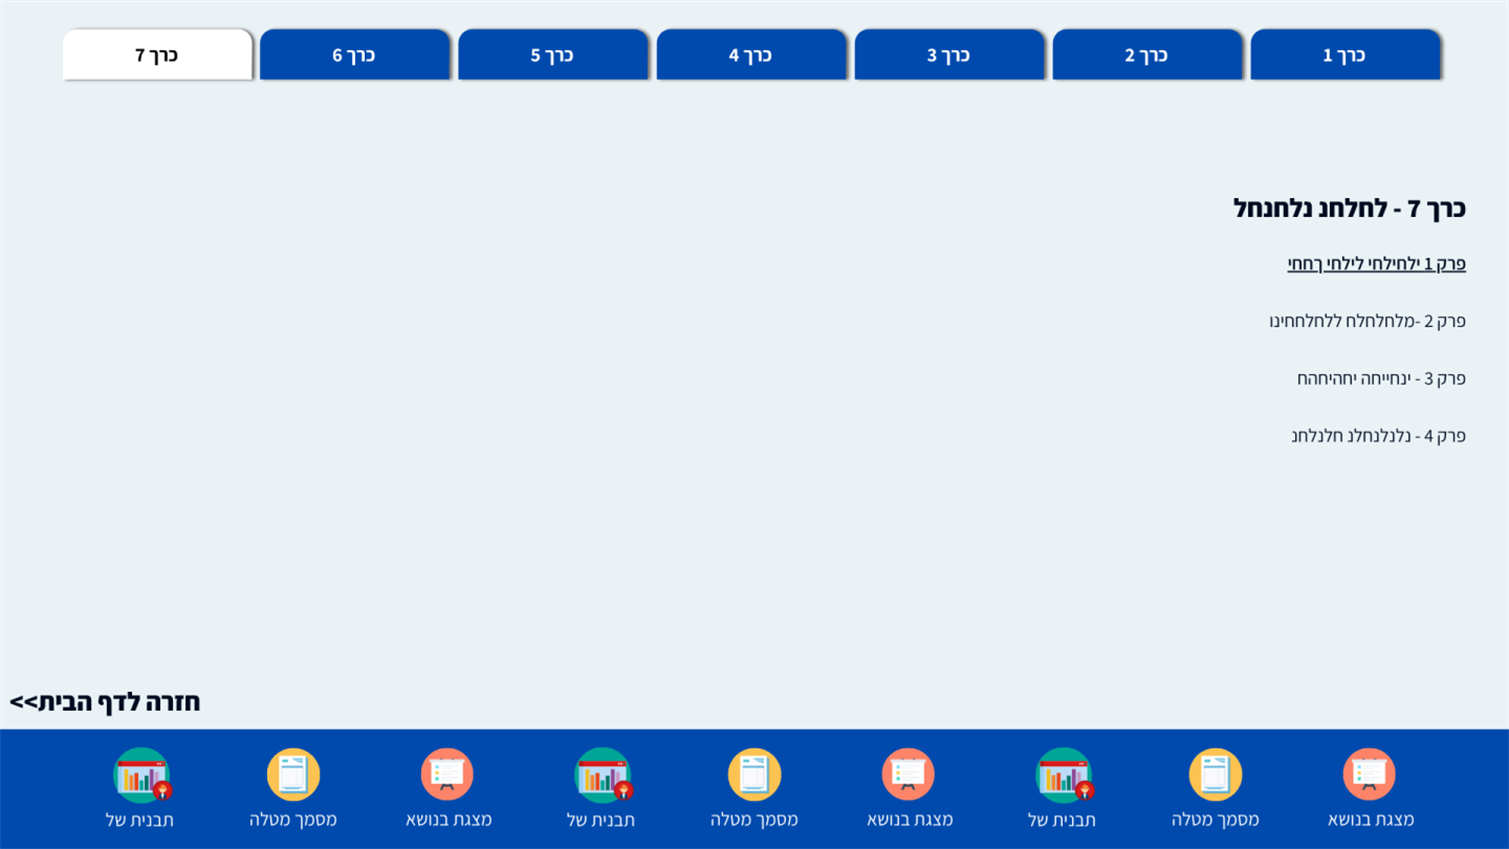 כרך 1
כרך 2
כרך 3
כרך 4
כרך 5
כרך 6
כרך 7
כרך 7 - לחלחנ נלחנחל
פרק 1 ילחילחי לילחי ךחחי
פרק 2 -מלחלחלח ללחלחחינו
פרק 3 - ינחייחה יחהיחהח
פרק 4 - נלנלנחלנ חלנלחנ
חזרה לדף הבית>>
מצגת בנושא
מסמך מטלה
תבנית של
מצגת בנושא
מסמך מטלה
תבנית של
מצגת בנושא
מסמך מטלה
תבנית של